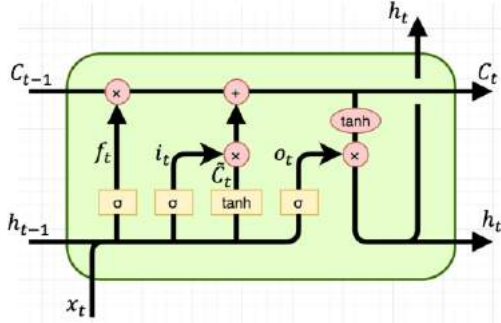 h_t
C_{t-1}
C_t
×
+
tanh
f_t
i_t
×
o_t
×
C̃_t
σ
σ
tanh
σ
h_{t-1}
h_t
x_t